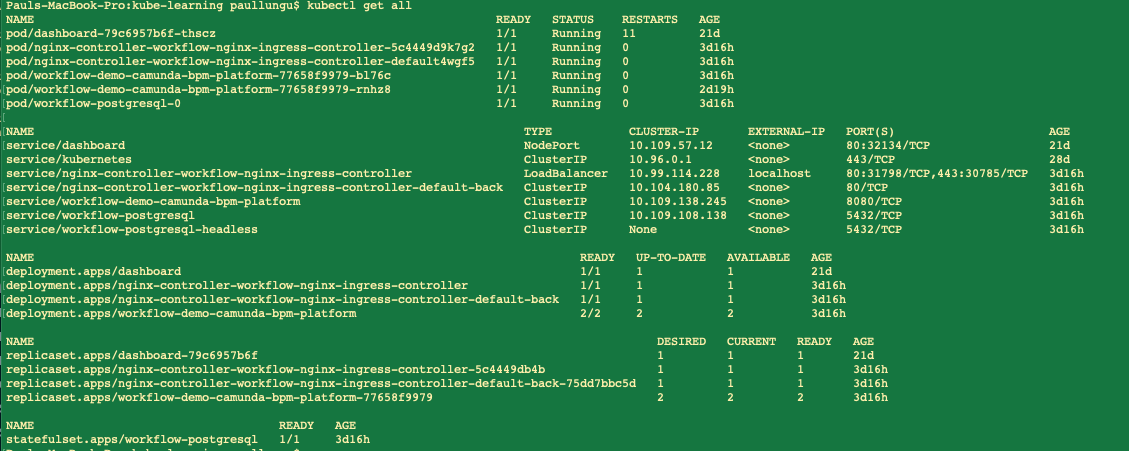 Pauls-MacBook-Pro:kube-learning paullungu$ kubectl get all
NAME READY STATUS RESTARTS AGE
pod/dashboard-79c6957b6f-thscz 1/1 Running 11 21d
pod/nginx-controller-workflow-nginx-ingress-controller-5c4449d9k7g2 1/1 Running 0 3d16h
pod/nginx-controller-workflow-nginx-ingress-controller-default4wgf5 1/1 Running 0 3d16h
pod/workflow-demo-camunda-bpm-platform-77658f9979-bl76c 1/1 Running 0 3d16h
pod/workflow-demo-camunda-bpm-platform-77658f9979-rnhz8 1/1 Running 0 2d19h
pod/workflow-postgresql-0 1/1 Running 0 3d16h
NAME TYPE CLUSTER-IP EXTERNAL-IP PORT(S) AGE
service/dashboard NodePort 10.109.57.12 <none> 80:32134/TCP 21d
service/kubernetes ClusterIP 10.96.0.1 <none> 443/TCP 28d
service/nginx-controller-workflow-nginx-ingress-controller LoadBalancer 10.99.114.228 localhost 80:31798/TCP,443:30785/TCP 3d16h
service/nginx-controller-workflow-nginx-ingress-controller-default-back ClusterIP 10.104.180.85 <none> 80/TCP 3d16h
service/workflow-demo-camunda-bpm-platform ClusterIP 10.109.138.245 <none> 8080/TCP 3d16h
service/workflow-postgresql ClusterIP 10.109.108.138 <none> 5432/TCP 3d16h
service/workflow-postgresql-headless ClusterIP None <none> 5432/TCP 3d16h
NAME READY UP-TO-DATE AVAILABLE AGE
deployment.apps/dashboard 1/1 1 1 21d
deployment.apps/nginx-controller-workflow-nginx-ingress-controller 1/1 1 1 3d16h
deployment.apps/nginx-controller-workflow-nginx-ingress-controller-default-back 1/1 1 1 3d16h
deployment.apps/workflow-demo-camunda-bpm-platform 2/2 2 2 3d16h
NAME DESIRED CURRENT READY AGE
replicaset.apps/dashboard-79c6957b6f 1 1 1 21d
replicaset.apps/nginx-controller-workflow-nginx-ingress-controller-5c4449db4b 1 1 1 3d16h
replicaset.apps/nginx-controller-workflow-nginx-ingress-controller-default-back-75dd7bbc5d 1 1 1 3d16h
replicaset.apps/workflow-demo-camunda-bpm-platform-77658f9979 2 2 2 3d16h
NAME READY AGE
statefulset.apps/workflow-postgresql 1/1 3d16h